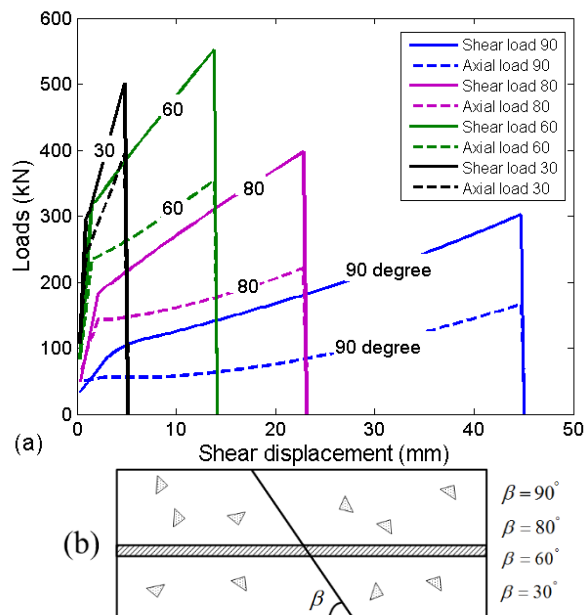 600
500
400
300
200
100
0
Loads (kN)
0
10
20
30
40
50
Shear displacement (mm)
(a)
Shear load 90
Axial load 90
Shear load 80
Axial load 80
Shear load 60
Axial load 60
Shear load 30
Axial load 30
30
60
60
80
80
90 degree
90 degree
(b)
β
β = 90°
β = 80°
β = 60°
β = 30°